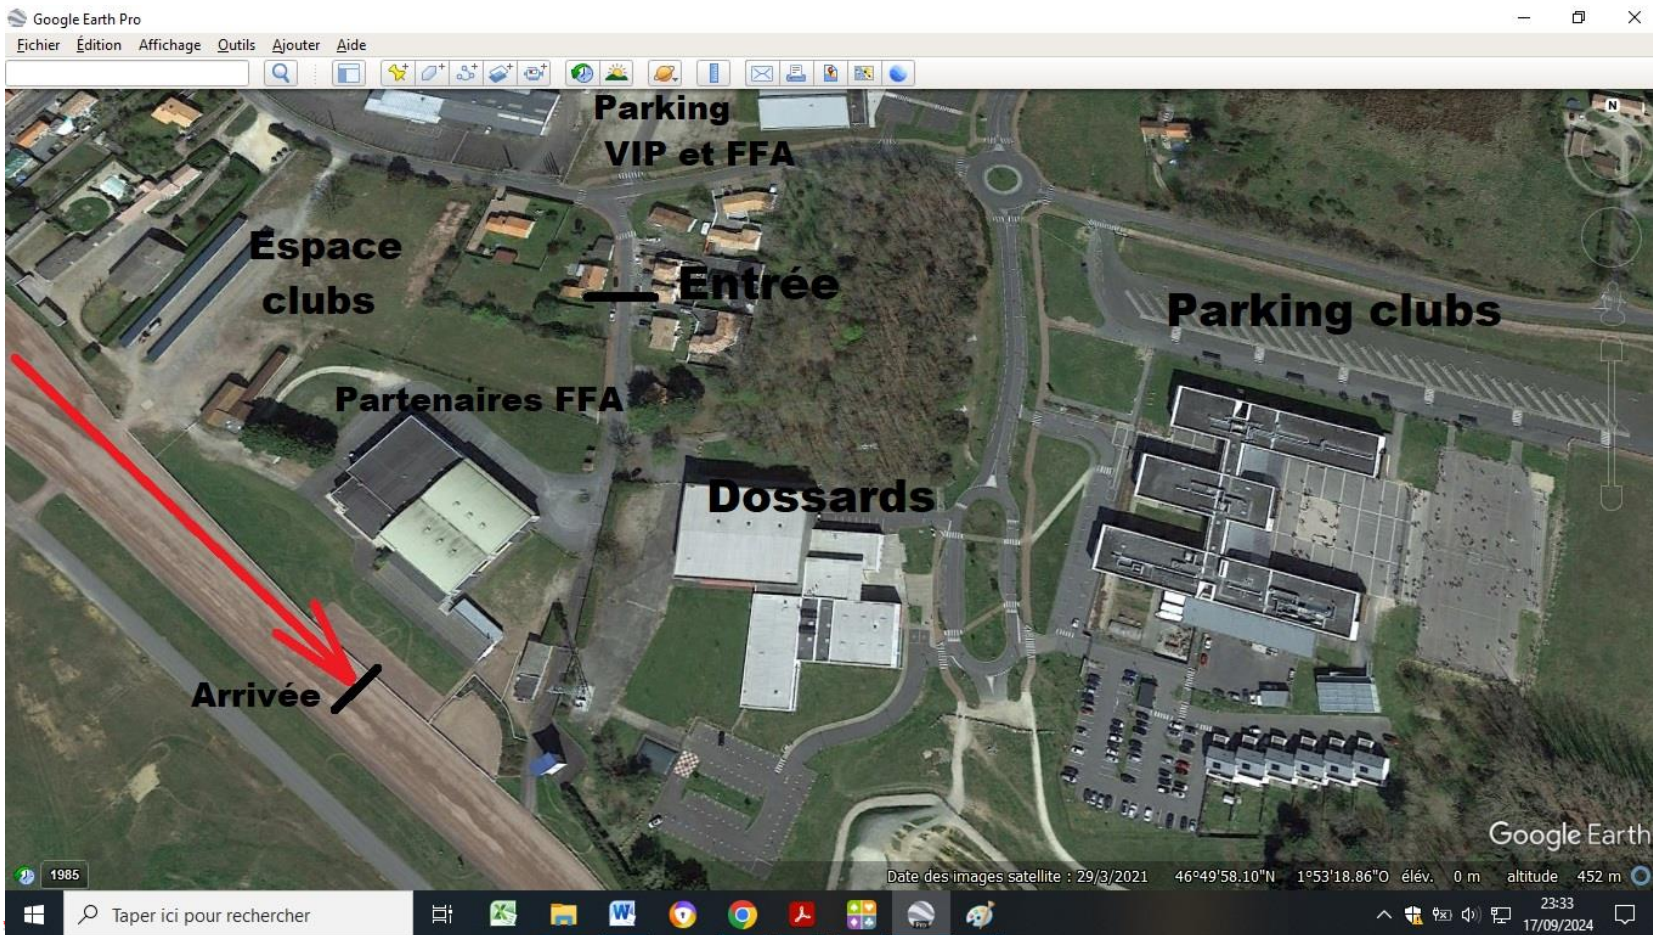 Google Earth Pro
Fichier Édition Affichage Outils Ajouter Aide
Parking
VIP et FFA
N
Espace
clubs
Entrée
Parking clubs
Partenaires FFA
Dossards
Arrivée
Google Earth
1985
Date des images satellite : 29/3/2021 46°49'58.10"N 1°53'18.86"O élév. 0 m altitude 452 m
Taper ici pour rechercher
23:33
17/09/2024